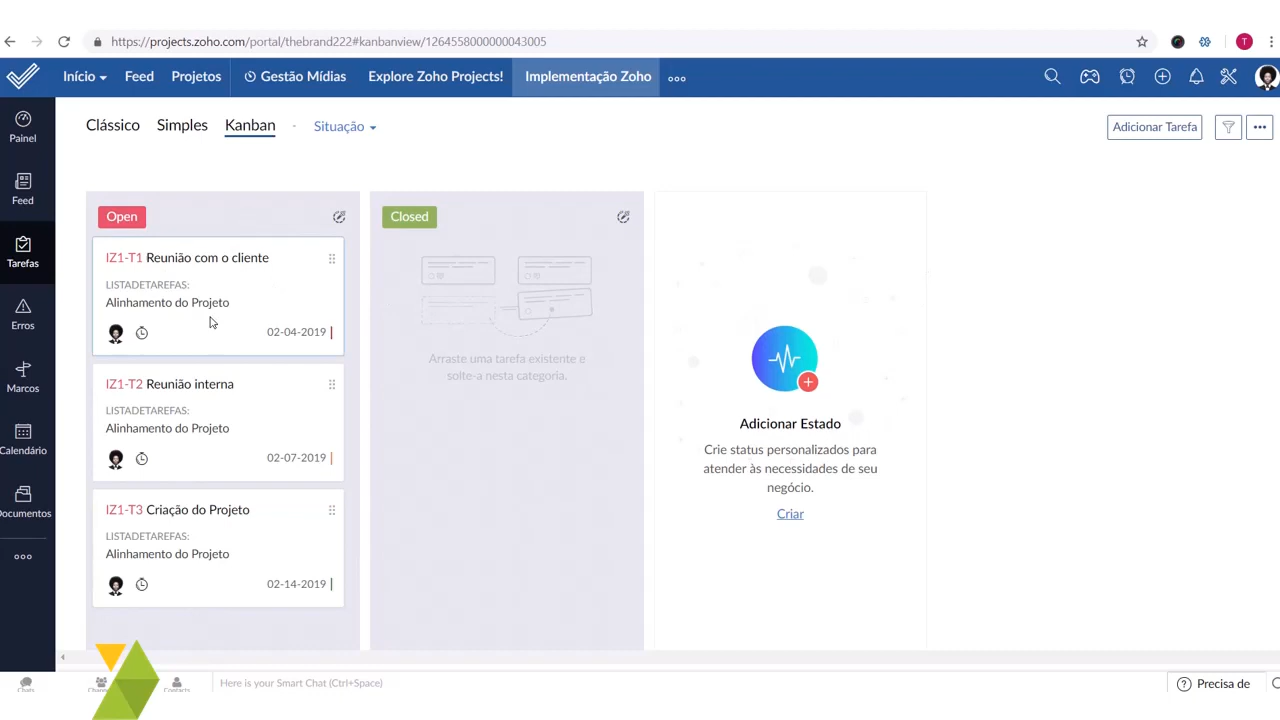 https://projects.zoho.com/portal/thebrand222#kanbanview/1264558000000043005
T
Início Feed Projetos Gestão Mídias Explore Zoho Projects! Implementação Zoho
Painel
Feed
Tarefas
Erros
Marcos
Calendário
Documentos
Clássico Simples Kanban - Situação
Adicionar Tarefa
Open
IZ1-T1 Reunião com o cliente
LISTADETAREFAS:
Alinhamento do Projeto
02-04-2019
IZ1-T2 Reunião interna
LISTADETAREFAS:
Alinhamento do Projeto
02-07-2019
IZ1-T3 Criação do Projeto
LISTADETAREFAS:
Alinhamento do Projeto
02-14-2019
Closed
Arraste uma tarefa existente e
solte-a nesta categoria.
Adicionar Estado
Crie status personalizados para
atender às necessidades de seu
negócio.
Criar
Chats
Contacts
Here is your Smart Chat (Ctrl+Space)
Precisa de